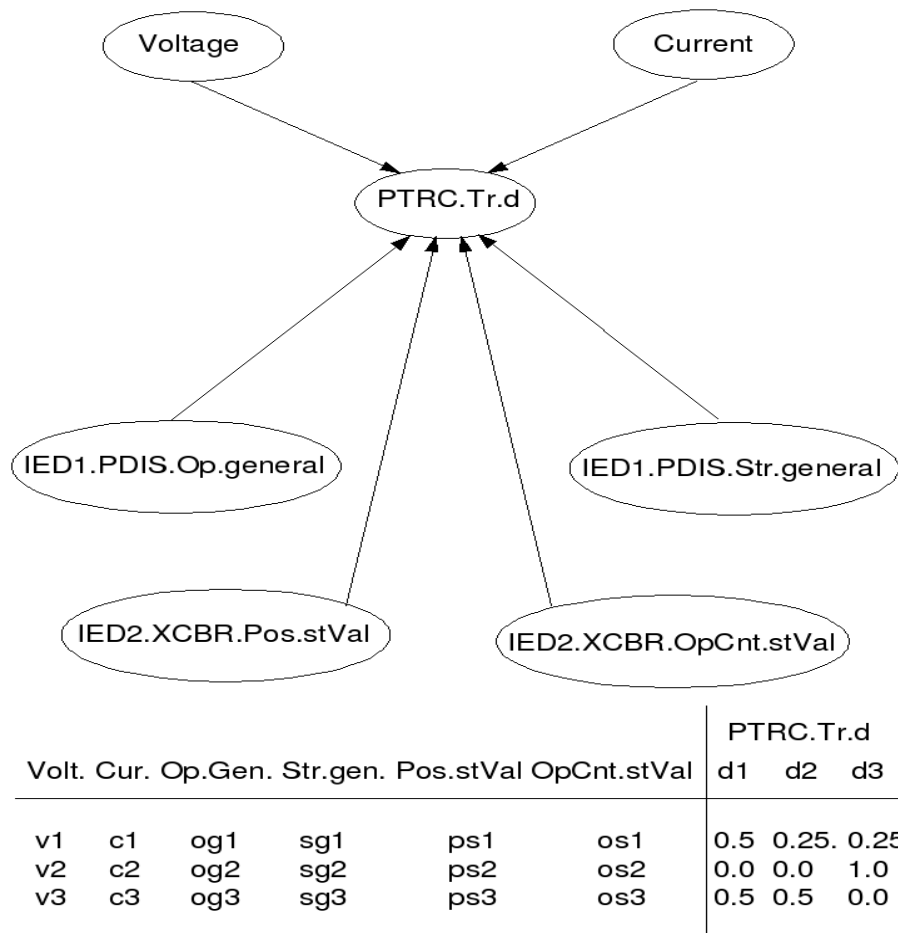 Voltage
Current
PTRC.Tr.d
IED1.PDIS.Op.general
IED1.PDIS.Str.general
IED2.XCBR.Pos.stVal
IED2.XCBR.OpCnt.stVal
PTRC.Tr.d
Volt. Cur. Op.Gen. Str.gen. Pos.stVal OpCnt.stVal d1 d2 d3
v1 c1 og1 sg1 ps1 os1 0.5 0.25. 0.25
v2 c2 og2 sg2 ps2 os2 0.0 0.0 1.0
v3 c3 og3 sg3 ps3 os3 0.5 0.5 0.0